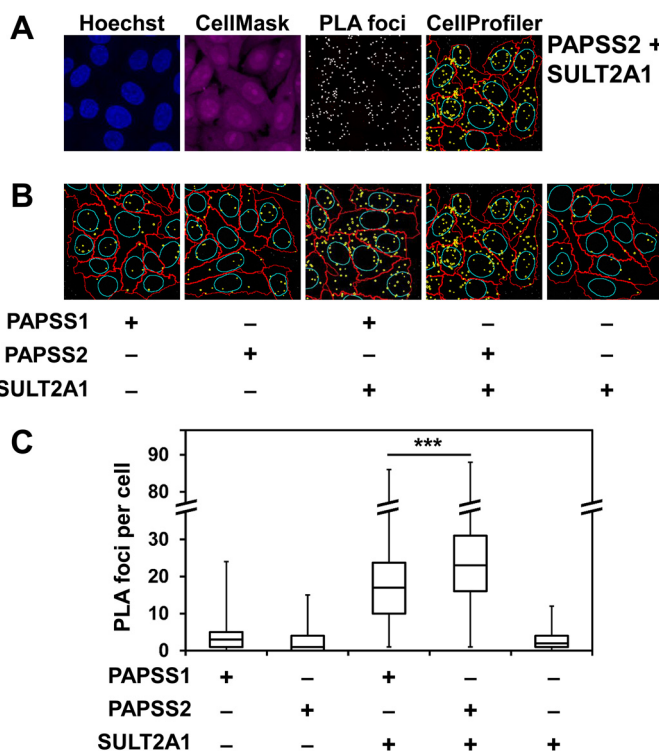 A Hoechst CellMask PLA foci CellProfiler PAPSS2 +
SULT2A1
B
PAPSS1 + – + – –
PAPSS2 – + – + –
SULT2A1 – – + + +
C
***
90
80
30
20
10
0
PLA foci per cell
PAPSS1 + – + – –
PAPSS2 – + – + –
SULT2A1 – – + + +